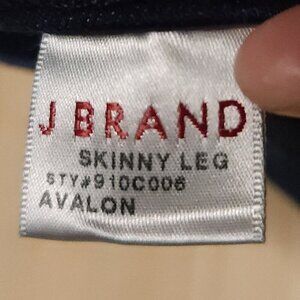 J BRAND
SKINNY LEG
STY#910C006
AVALON